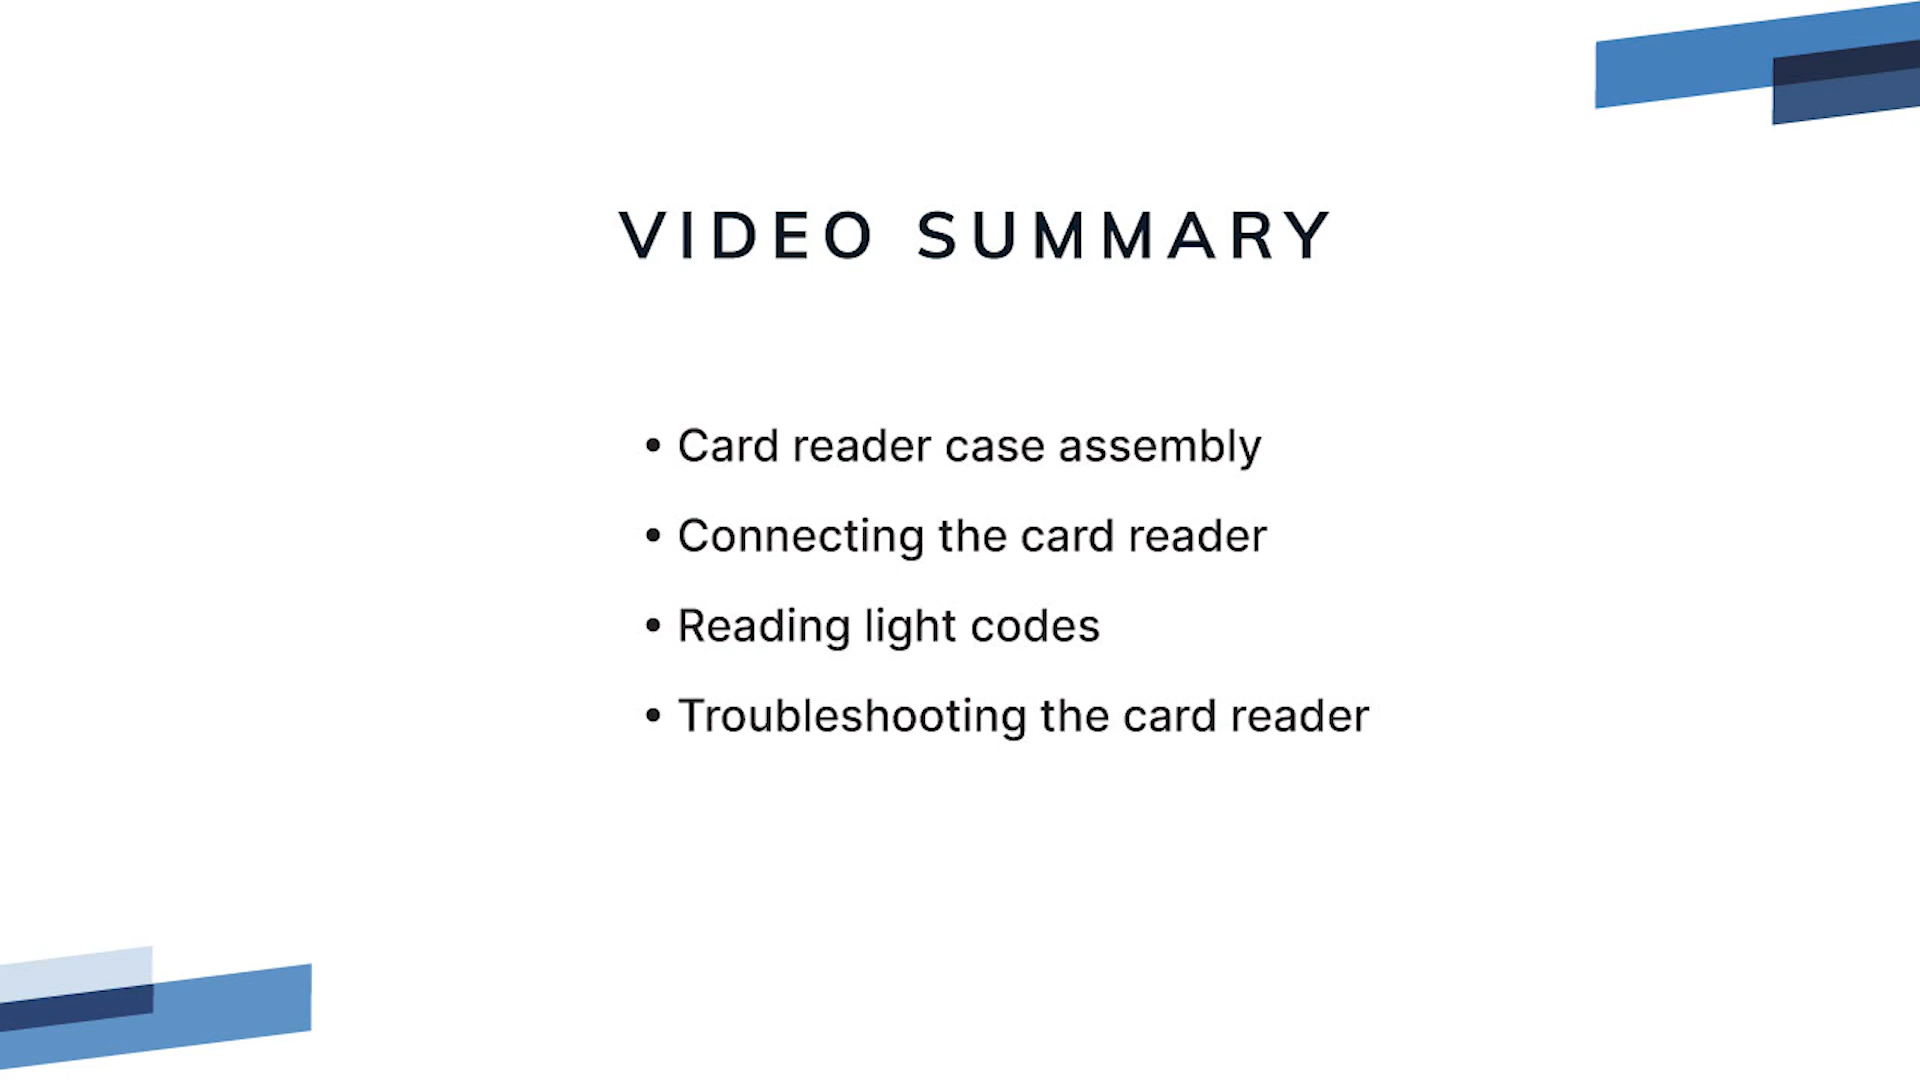 VIDEO SUMMARY
• Card reader case assembly
• Connecting the card reader
• Reading light codes
• Troubleshooting the card reader